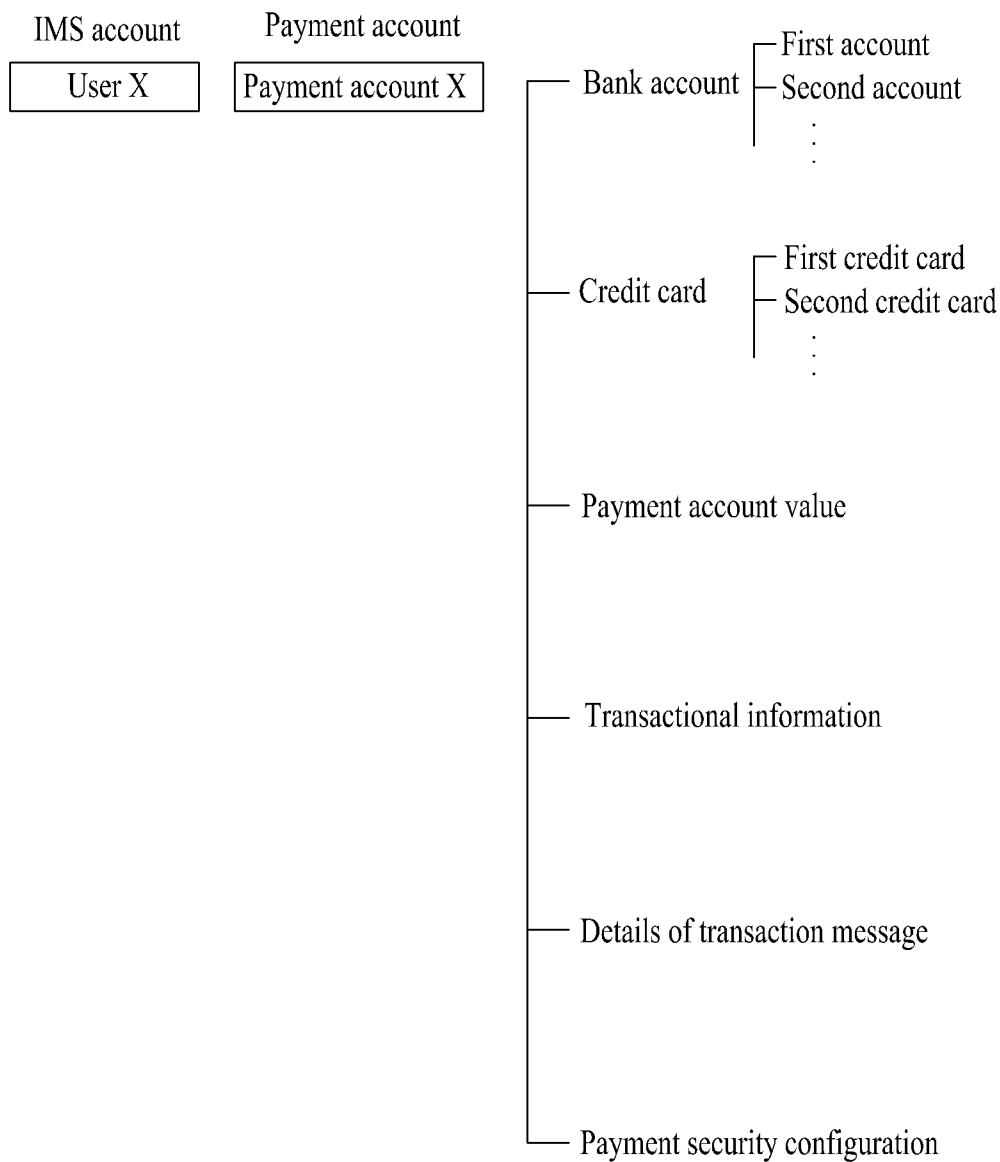 IMS account
Payment account
User X
Payment account X
Bank account
First account
Second account
Credit card
First credit card
Second credit card
Payment account value
Transactional information
Details of transaction message
Payment security configuration